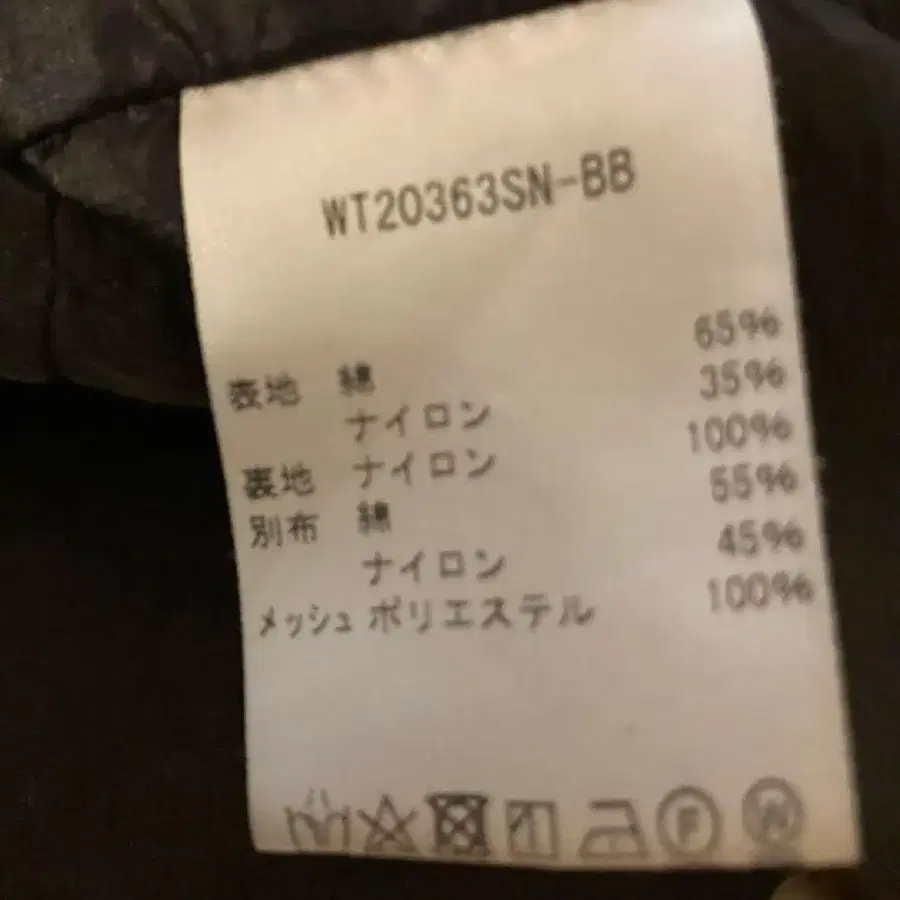 WT20363SN-BB
表地 綿 65%
ナイロン 35%
裏地 ナイロン 100%
別布 綿 55%
ナイロン 45%
メッシュ ポリエステル 100%
F W